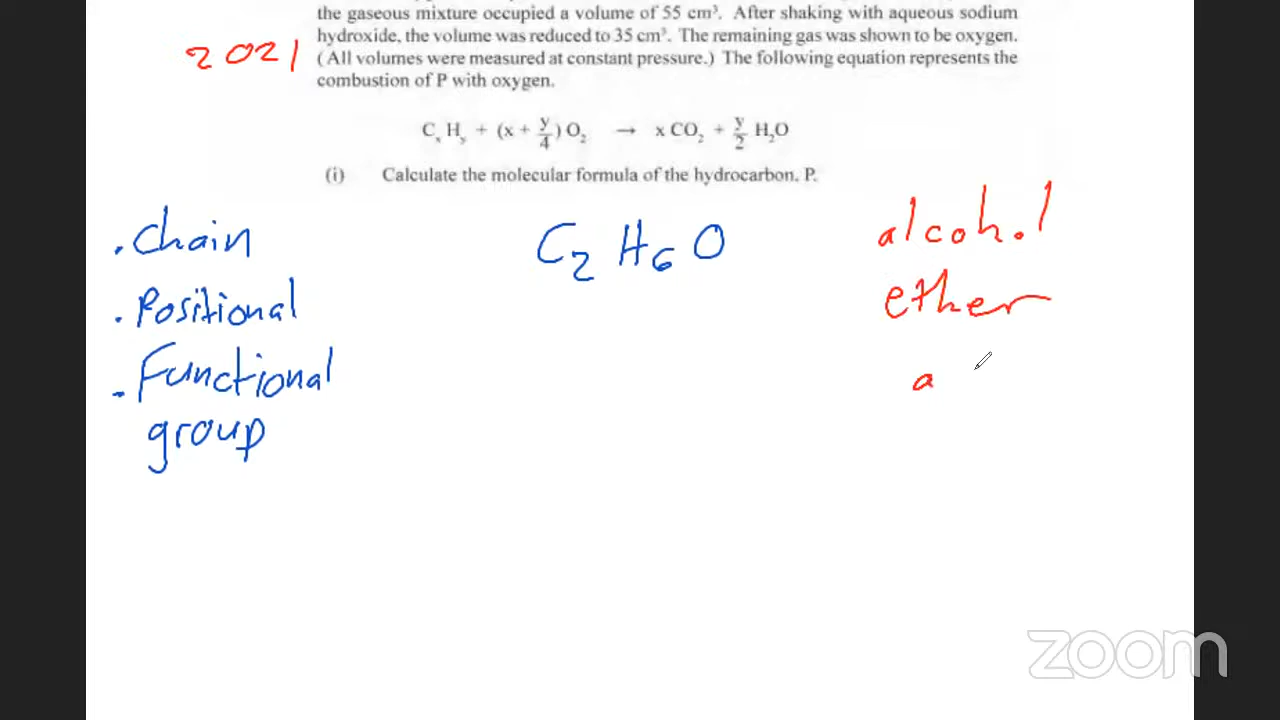 the gaseous mixture occupied a volume of 55 cm³. After shaking with aqueous sodium
hydroxide, the volume was reduced to 35 cm³. The remaining gas was shown to be oxygen.
(All volumes were measured at constant pressure.) The following equation represents the
combustion of P with oxygen.
2021
CₓHᵧ + (x + y/4) O₂ → x CO₂ + y/2 H₂O
(i) Calculate the molecular formula of the hydrocarbon, P.
. Chain
. Positional
. Functional
group
C₂ H₆ O
alcohol
ether
a
zoom